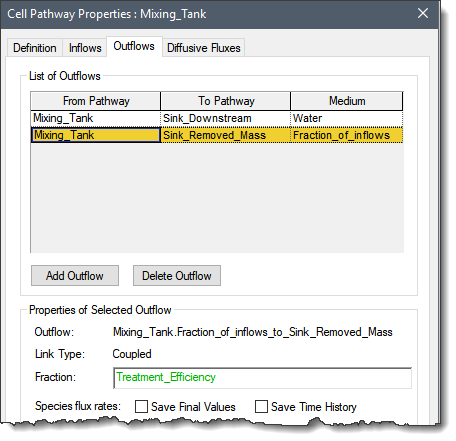 Cell Pathway Properties : Mixing_Tank
Definition Inflows Outflows Diffusive Fluxes
List of Outflows
From Pathway To Pathway Medium
Mixing_Tank Sink_Downstream Water
Mixing_Tank Sink_Removed_Mass Fraction_of_inflows
Add Outflow Delete Outflow
Properties of Selected Outflow
Outflow: Mixing_Tank.Fraction_of_inflows_to_Sink_Removed_Mass
Link Type: Coupled
Fraction: Treatment_Efficiency
Species flux rates: Save Final Values Save Time History